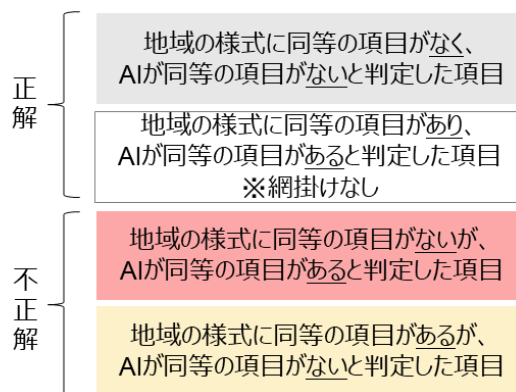 正解
地域の様式に同等の項目がなく、
AIが同等の項目がないと判定した項目
地域の様式に同等の項目があり、
AIが同等の項目があると判定した項目
※網掛けなし
不正解
地域の様式に同等の項目がないが、
AIが同等の項目があると判定した項目
地域の様式に同等の項目があるが、
AIが同等の項目がないと判定した項目